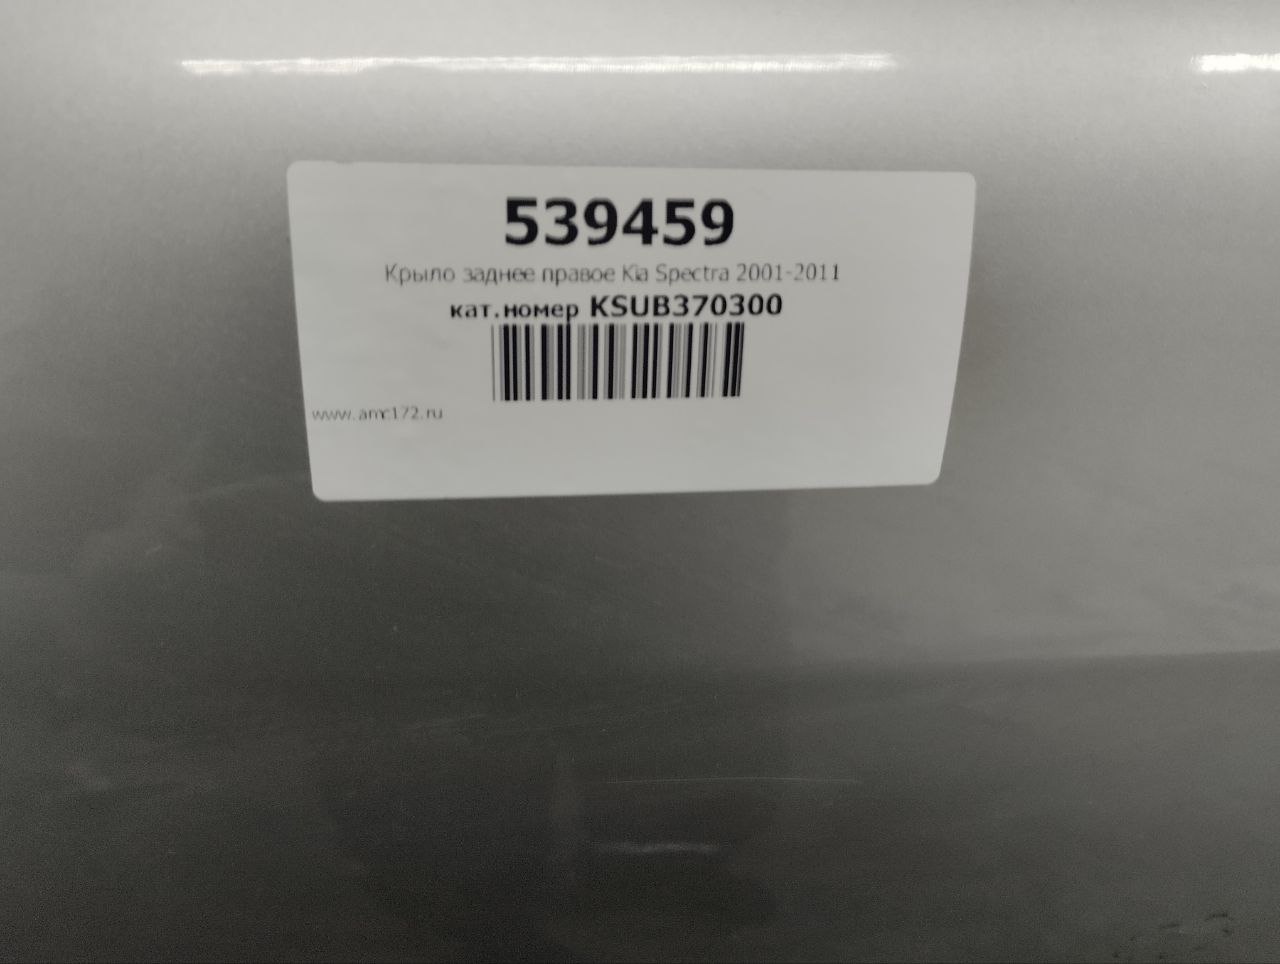 539459
Крыло заднее правое Kia Spectra 2001-2011
кат.номер KSUB370300
www.amc172.ru